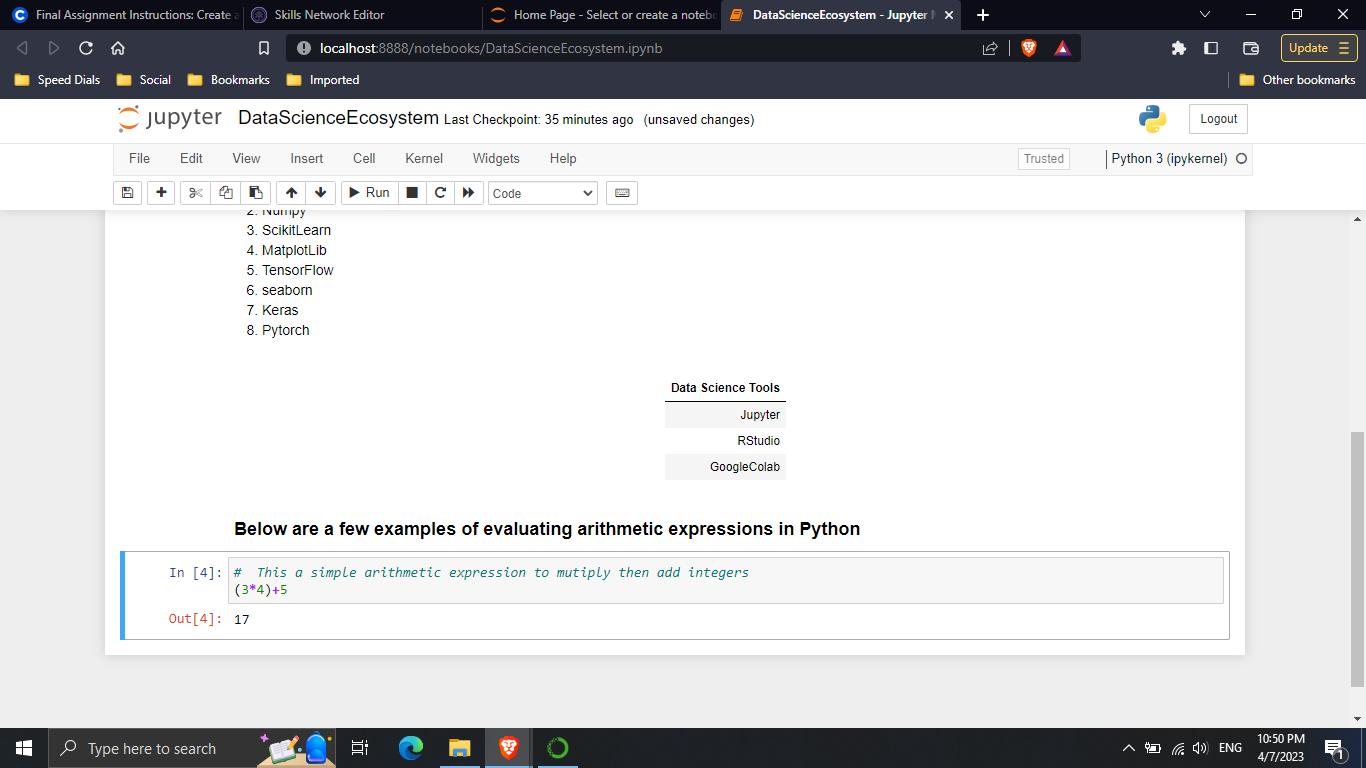 Final Assignment Instructions: Create a
Skills Network Editor
Home Page - Select or create a noteb
DataScienceEcosystem - Jupyter N
localhost:8888/notebooks/DataScienceEcosystem.ipynb
Update
Speed Dials
Social
Bookmarks
Imported
Other bookmarks
jupyter DataScienceEcosystem Last Checkpoint: 35 minutes ago (unsaved changes)
Logout
File Edit View Insert Cell Kernel Widgets Help
Trusted
Python 3 (ipykernel)
Run
Code
2. Numpy
3. ScikitLearn
4. MatplotLib
5. TensorFlow
6. seaborn
7. Keras
8. Pytorch
Data Science Tools
Jupyter
RStudio
GoogleColab
Below are a few examples of evaluating arithmetic expressions in Python
In [4]: #  This a simple arithmetic expression to mutiply then add integers
(3*4)+5
Out[4]: 17
Type here to search
ENG
10:50 PM
4/7/2023
1